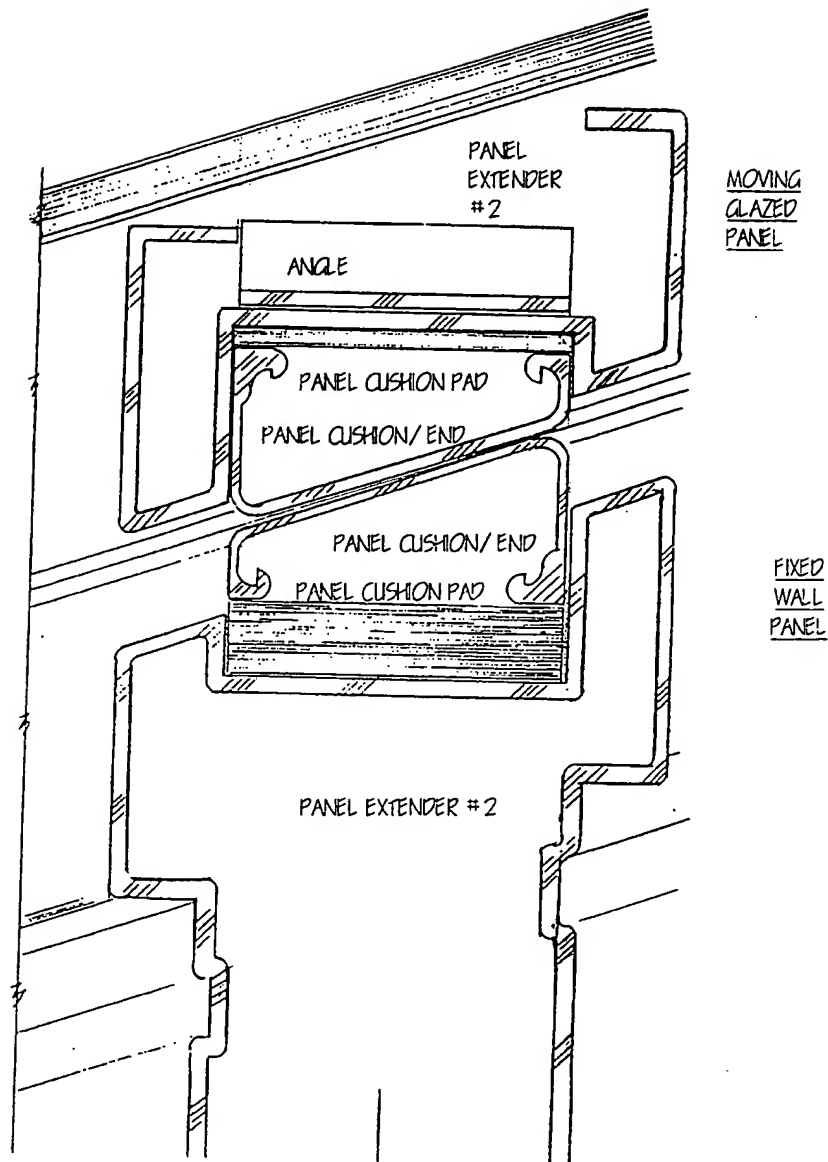 PANEL
EXTENDER
#2
MOVING
GLAZED
PANEL
ANGLE
PANEL CUSHION PAD
PANEL CUSHION/END
PANEL CUSHION/END
PANEL CUSHION PAD
FIXED
WALL
PANEL
PANEL EXTENDER #2